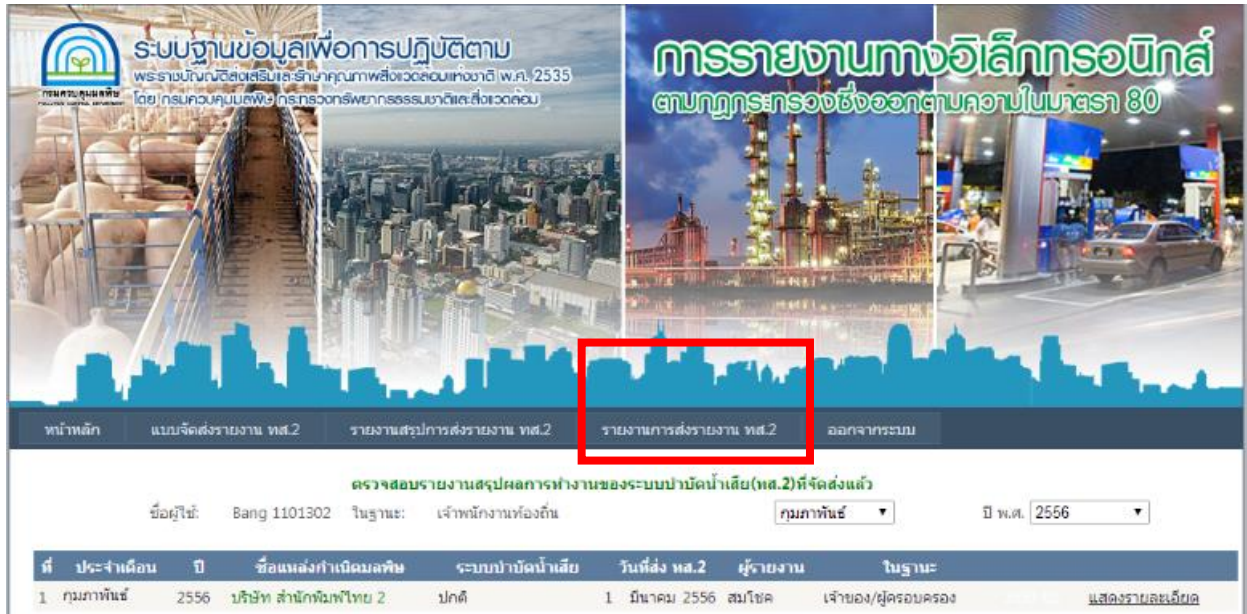 ระบบฐานข้อมูลเพื่อการปฏิบัติตาม
พระราชบัญญัติส่งเสริมและรักษาคุณภาพสิ่งแวดล้อมแห่งชาติ พ.ศ. 2535
โดย กรมควบคุมมลพิษ กระทรวงทรัพยากรธรรมชาติและสิ่งแวดล้อม
กรมควบคุมมลพิษ
การรายงานทางอิเล็กทรอนิกส์
ตามกฎกระทรวงซึ่งออกตามความในมาตรา 80
หน้าหลัก แบบจัดส่งรายงาน ทส.2 รายงานสรุปการส่งรายงาน ทส.2 รายงานการส่งรายงาน ทส.2 ออกจากระบบ
ตรวจสอบรายงานสรุปผลการทำงานของระบบบำบัดน้ำเสีย(ทส.2)ที่จัดส่งแล้ว
ชื่อผู้ใช้: Bang 1101302 ในฐานะ: เจ้าพนักงานท้องถิ่น กุมภาพันธ์ ปี พ.ศ. 2556
ที่ ประจำเดือน ปี ชื่อแหล่งกำเนิดมลพิษ ระบบบำบัดน้ำเสีย วันที่ส่ง ทส.2 ผู้รายงาน ในฐานะ
1 กุมภาพันธ์ 2556 บริษัท สำนักพิมพ์ไทย 2 ปกติ 1 มีนาคม 2556 สมโชค เจ้าของ/ผู้ครอบครอง แสดงรายละเอียด